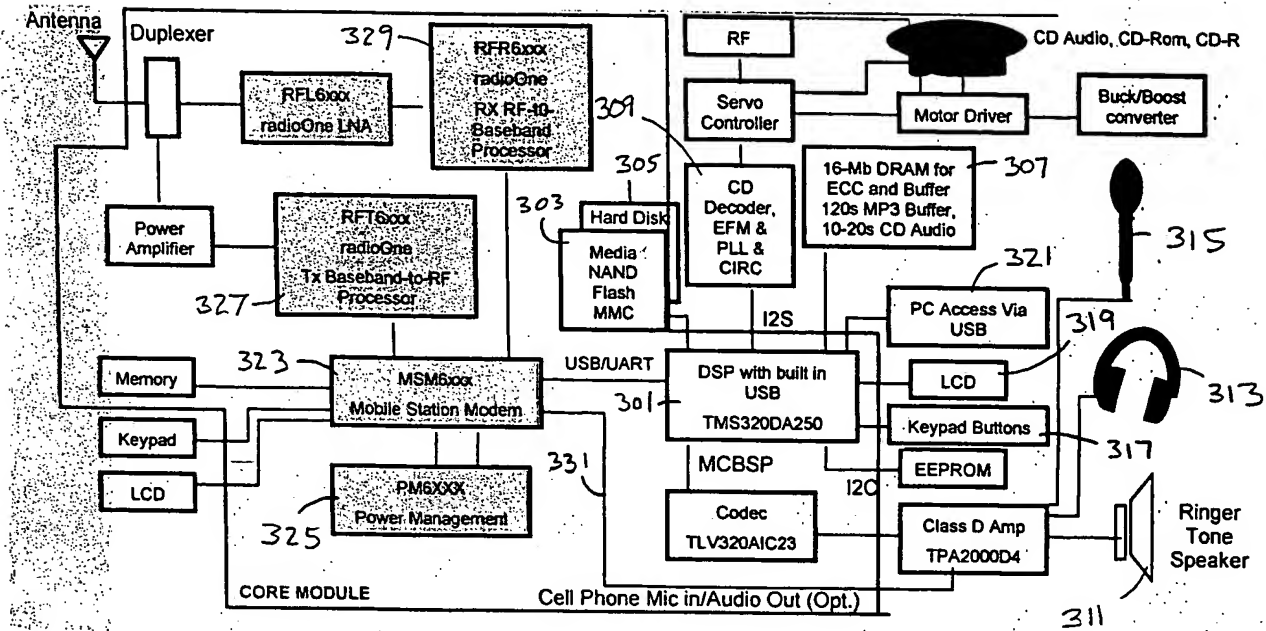 Antenna
Duplexer
329
RFR6xxx
radioOne
RX RF-to-
Baseband
Processor
RFL6xxx
radioOne LNA
RF
CD Audio, CD-Rom, CD-R
309
Servo
Controller
Motor Driver
Buck/Boost
converter
305
Hard Disk
303
Media
NAND
Flash
MMC
CD
Decoder,
EFM &
PLL &
CIRC
16-Mb DRAM for
ECC and Buffer
120s MP3 Buffer,
10-20s CD Audio
307
315
Power
Amplifier
RFT6xxx
radioOne
Tx Baseband-to-RF
Processor
327
321
PC Access Via
USB
319
I2S
USB/UART
323
MSM6xxx
Mobile Station Modem
Memory
Keypad
LCD
301
DSP with built in
USB
TMS320DA250
LCD
313
Keypad Buttons
317
EEPROM
MCBSP
I2C
331
PM6XXX
Power Management
325
Codec
TLV320AIC23
Class D Amp
TPA2000D4
Ringer
Tone
Speaker
311
CORE MODULE
Cell Phone Mic in/Audio Out (Opt.)